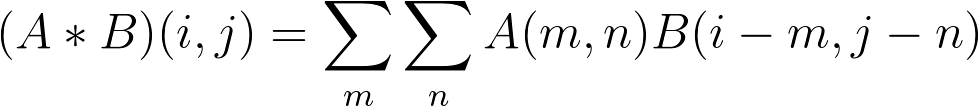 (A ∗ B)(i, j) = ∑_m ∑_n A(m, n)B(i − m, j − n)